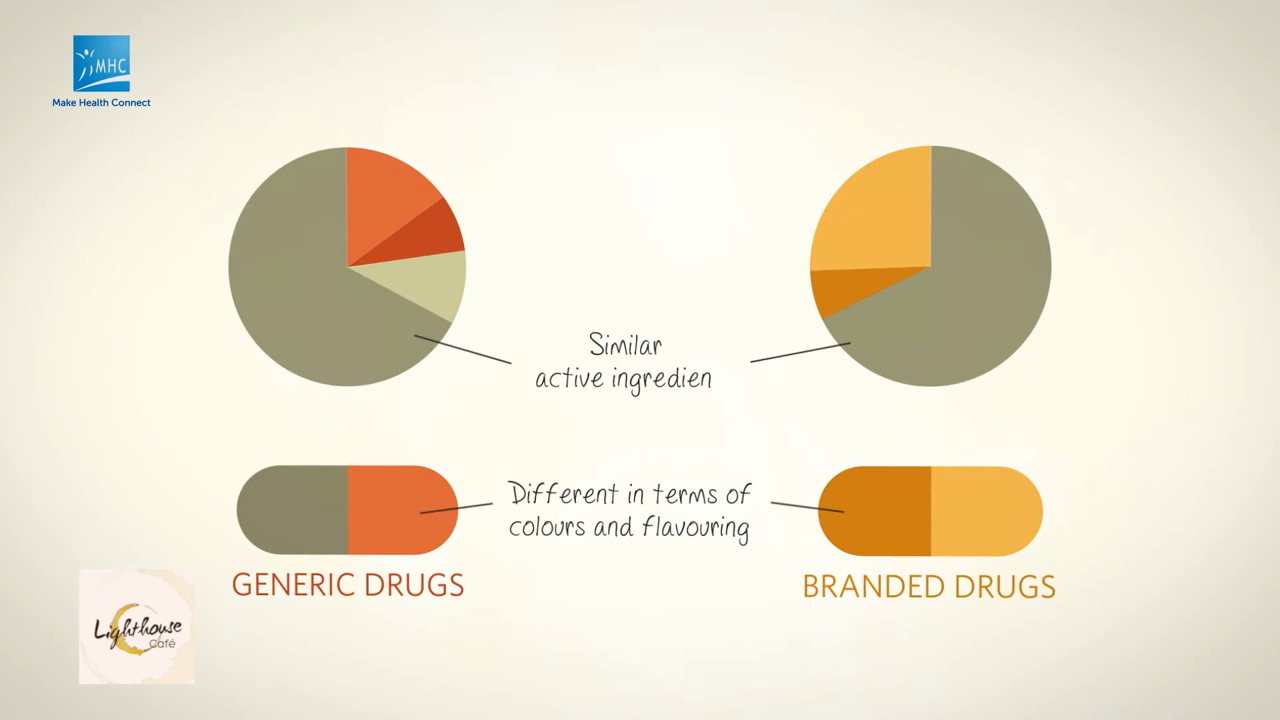 MHC
Make Health Connect
Similar
active ingredien
Different in terms of
colours and flavouring
GENERIC DRUGS
BRANDED DRUGS
Lighthouse
Café